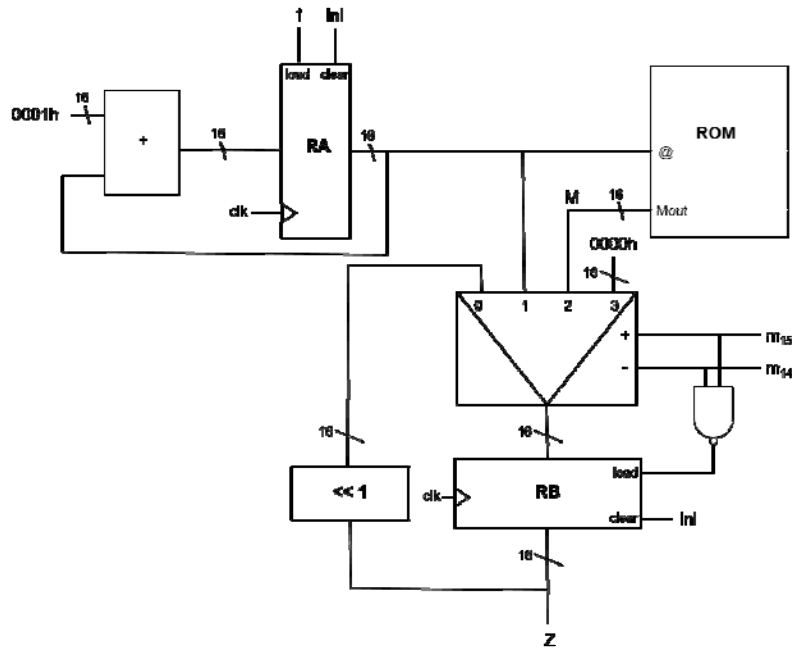 1 Ini
load clear
16
0001h
+
16
RA
16
clk
ROM
@
M 16
Mout
0000h
16
0 1 2 3
+
-
m15
m14
16
16
<< 1
clk
RB
load
clear
Ini
16
Z